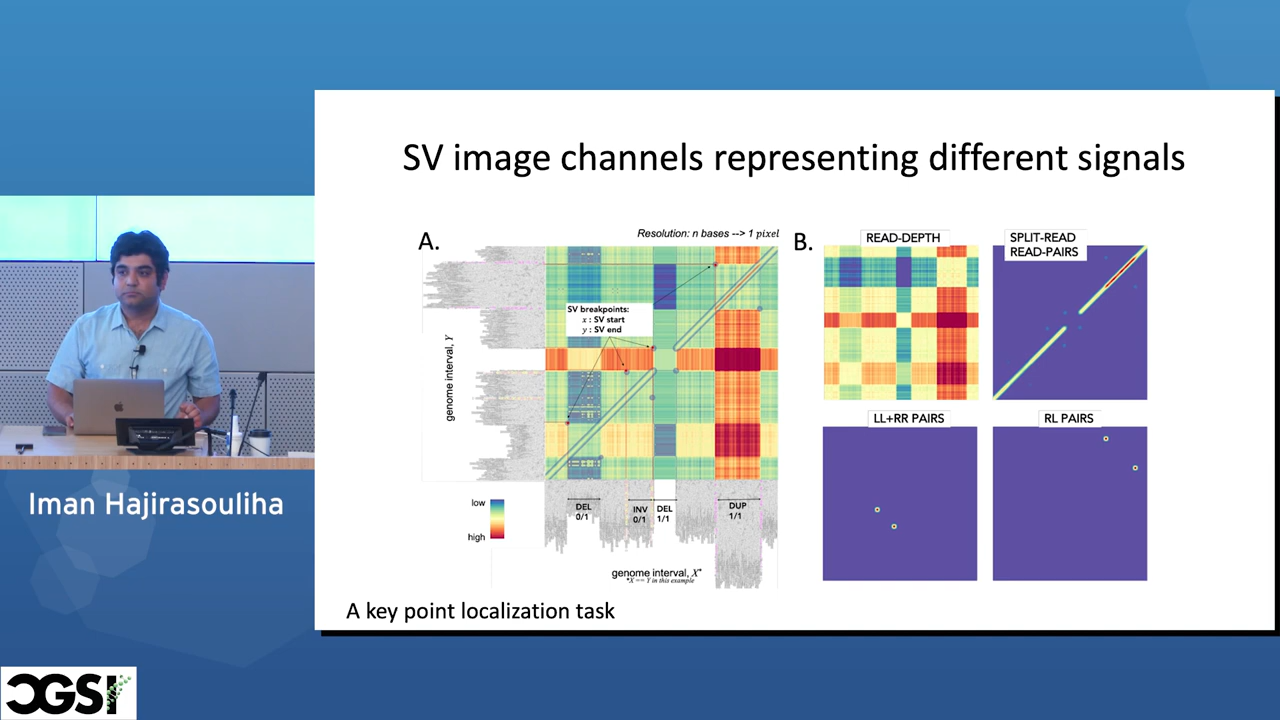 SV image channels representing different signals
A.
Resolution: n bases --> 1 pixel
SV breakpoints:
x : SV start
y : SV end
genome interval, Y
low
high
DEL
0/1
INV
0/1
DEL
1/1
DUP
1/1
genome interval, X*
*X == Y in this example
B.
READ-DEPTH
SPLIT-READ
READ-PAIRS
LL+RR PAIRS
RL PAIRS
A key point localization task
Iman Hajirasouliha
CGSI